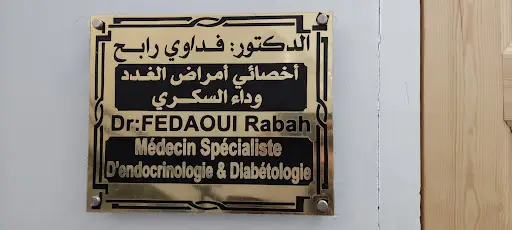 الدكتور: فداوي رابح
أخصائي أمراض الغدد
وداء السكري
Dr:FEDAOUI Rabah
Médecin Spécialiste
D'endocrinologie & Diabétologie